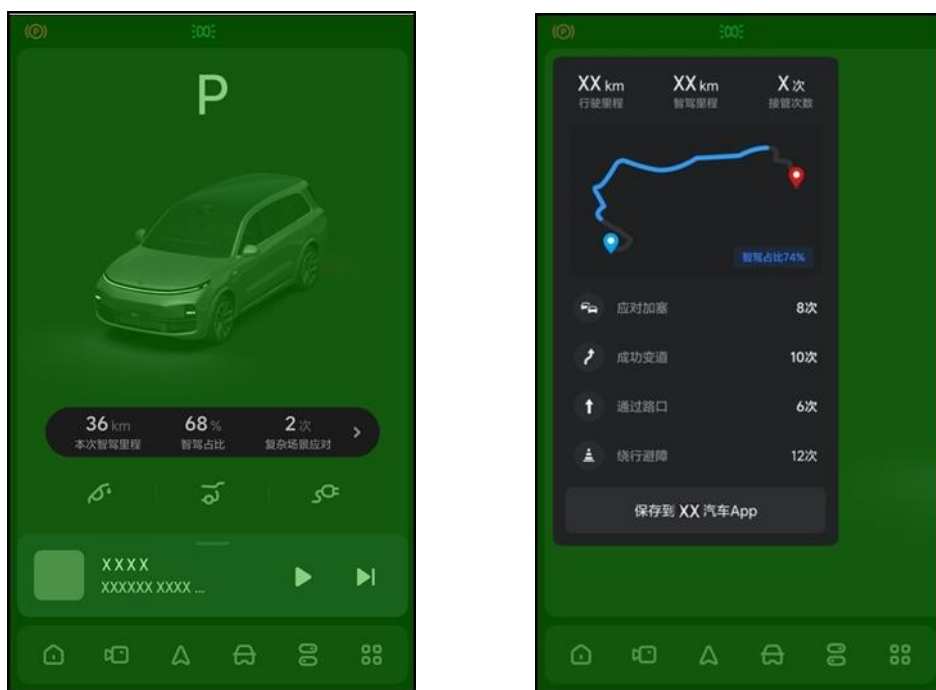 (P)
P
36 km 68 % 2 次
本次智驾里程 智驾占比 复杂场景应对
XXXX
XXXXXX XXXX ...
(P)
XX km XX km X 次
行驶里程 智驾里程 接管次数
智驾占比74%
应对加塞 8次
成功变道 10次
通过路口 6次
绕行避障 12次
保存到 XX 汽车App